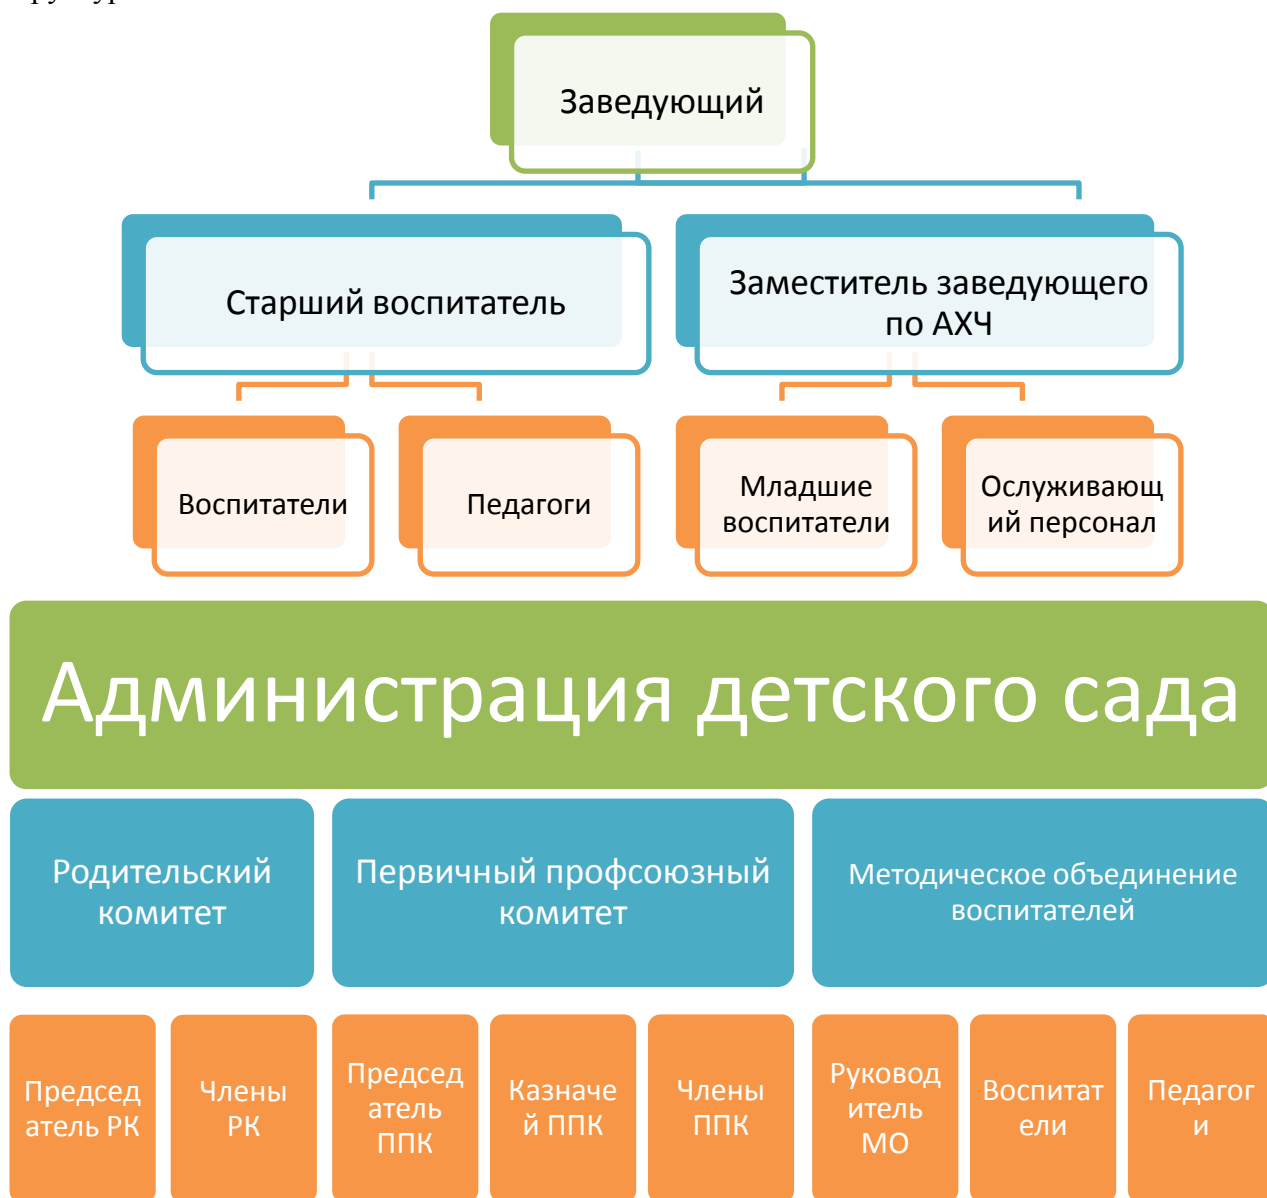 Заведующий
Старший воспитатель
Заместитель заведующего
по АХЧ
Воспитатели
Педагоги
Младшие
воспитатели
Ослуживающ
ий персонал
Администрация детского сада
Родительский
комитет
Первичный профсоюзный
комитет
Методическое объединение
воспитателей
Председ
атель РК
Члены
РК
Председ
атель
ППК
Казначе
й ППК
Члены
ППК
Руковод
итель
МО
Воспитат
ели
Педагог
и